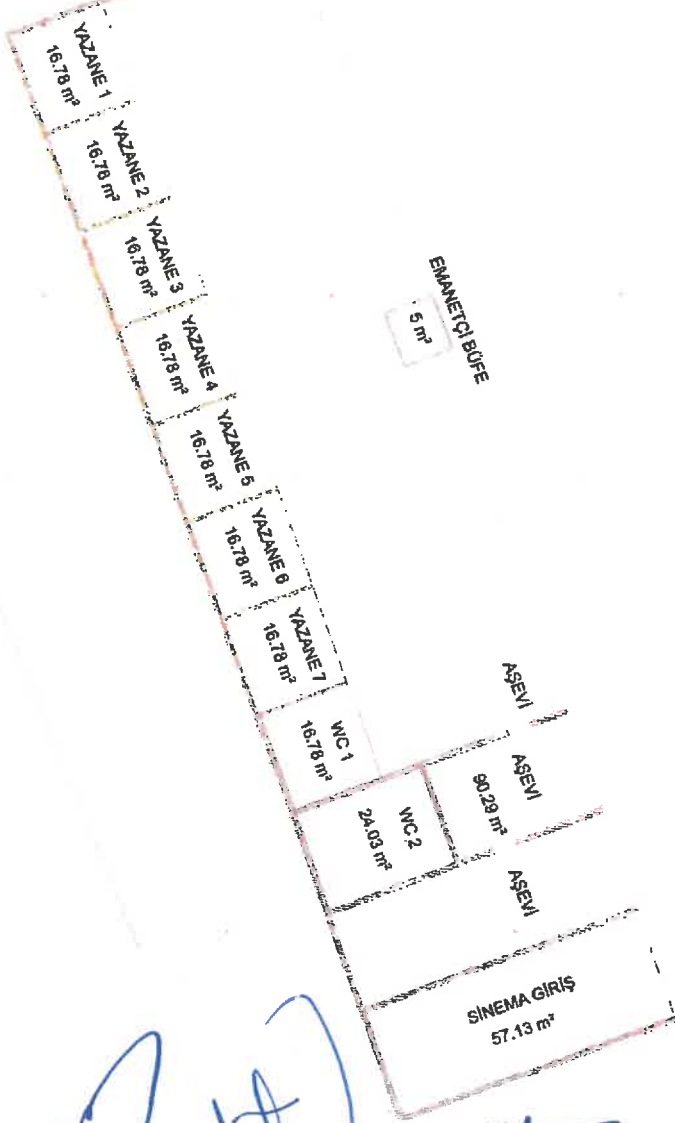 YAZANE 1
16.78 m²
YAZANE 2
16.78 m²
YAZANE 3
16.78 m²
YAZANE 4
16.78 m²
YAZANE 5
16.78 m²
YAZANE 6
16.78 m²
YAZANE 7
16.78 m²
WC 1
16.78 m²
WC 2
24.03 m²
EMANETÇİ BÜFE
5 m²
AŞEVİ
AŞEVİ
90.29 m²
AŞEVİ
SİNEMA GİRİŞ
57.13 m²